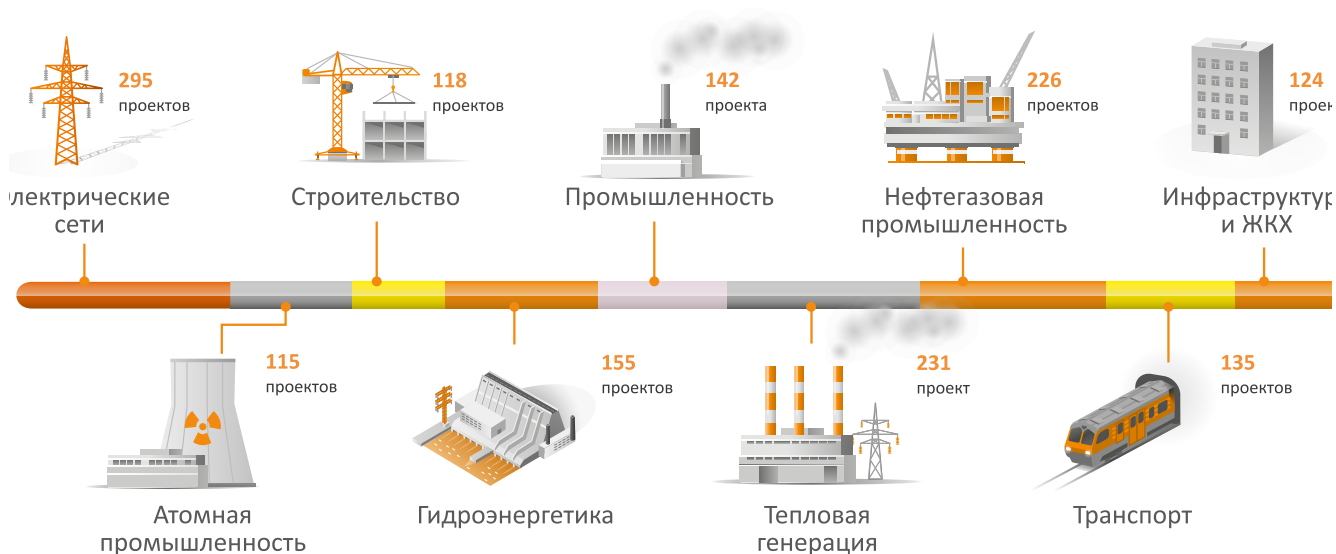 295
проектов
лектрические
сети
118
проектов
Строительство
142
проекта
Промышленность
226
проектов
Нефтегазовая
промышленность
124
проек
Инфраструктур
и ЖКХ
115
проектов
Атомная
промышленность
155
проектов
Гидроэнергетика
231
проект
Тепловая
генерация
135
проектов
Транспорт